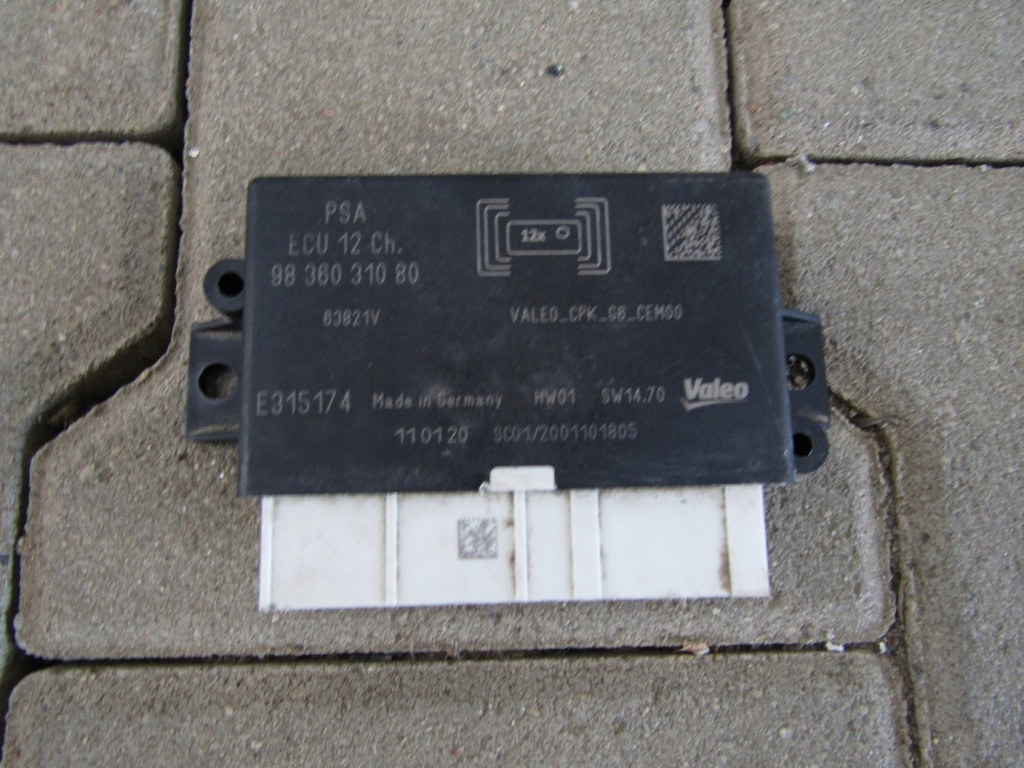 PSA
ECU 12 Ch.
98 360 310 80
12x
63821V
VALEO_CPK_G6_CEM00
E315174 Made in Germany HW01 SW14.70 Valeo
110120 SC01/2001101805